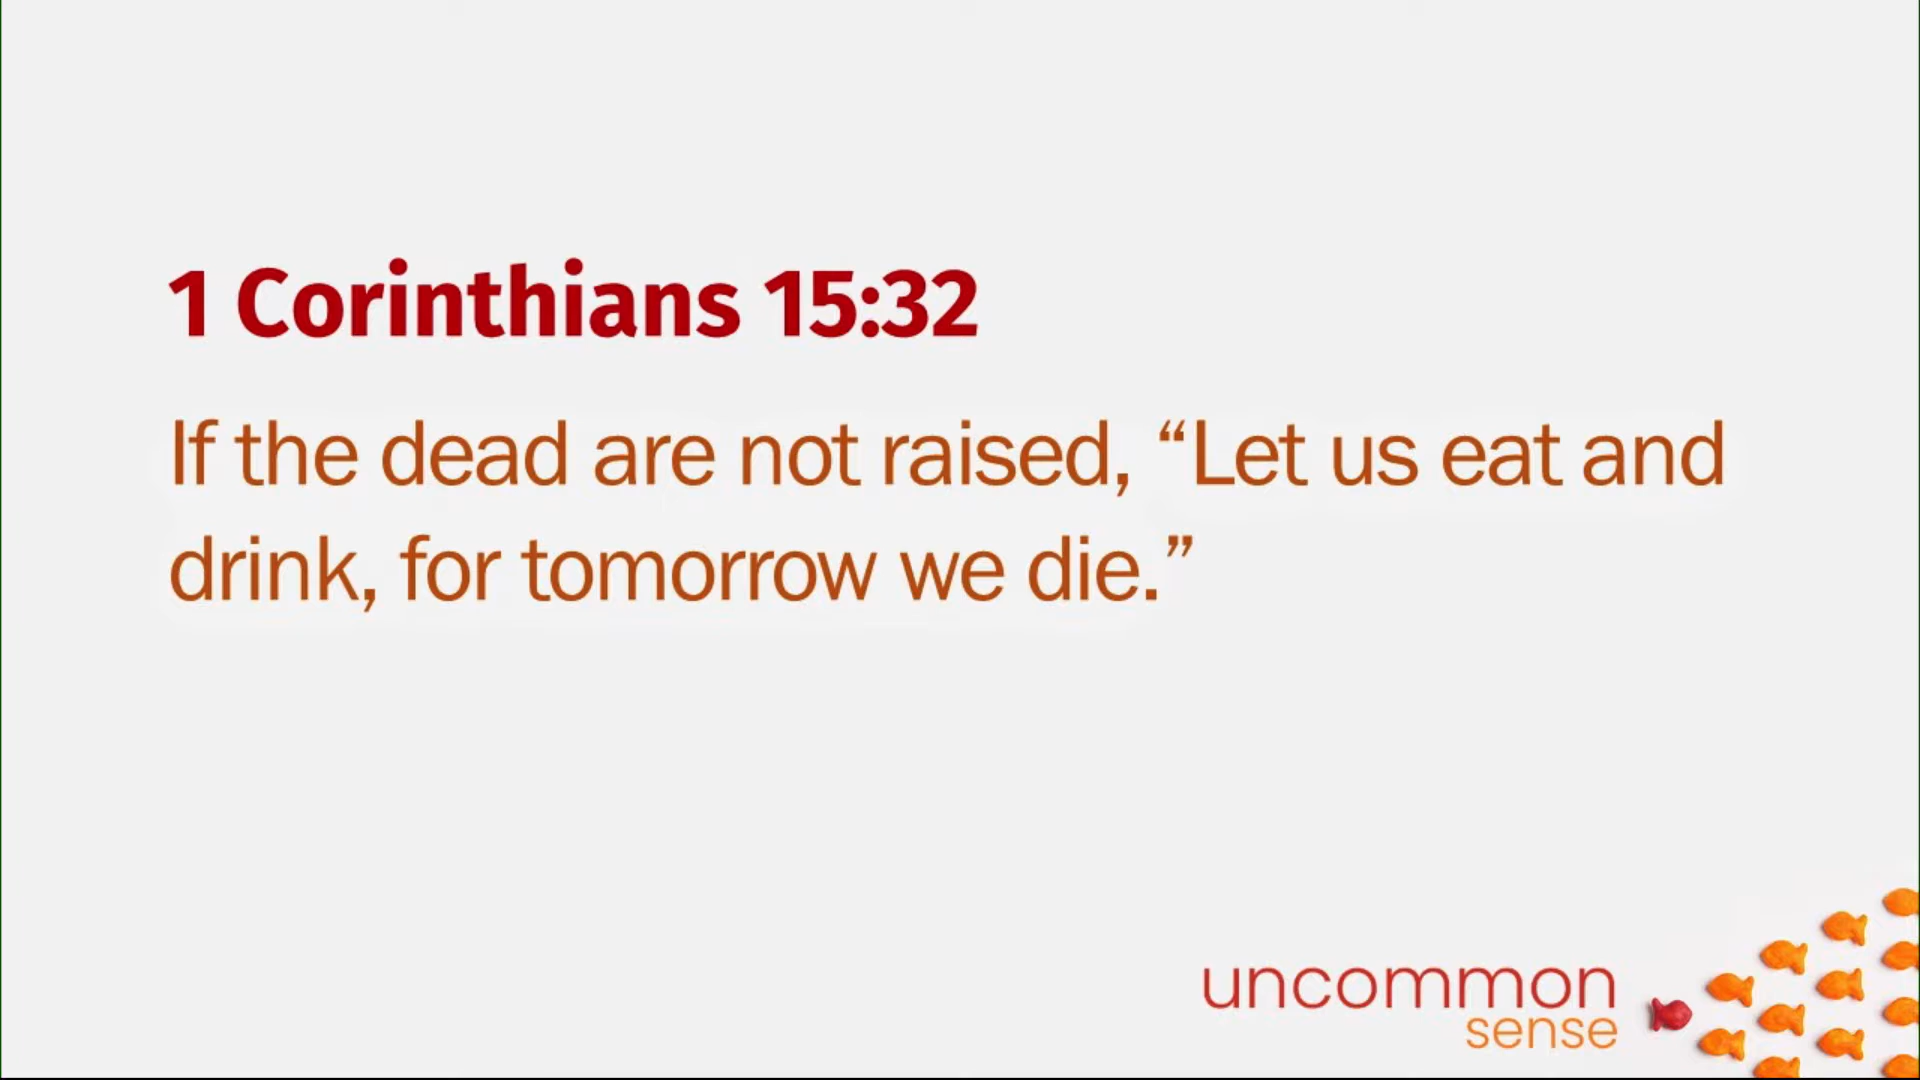 1 Corinthians 15:32
If the dead are not raised, “Let us eat and
drink, for tomorrow we die.”
uncommon
sense